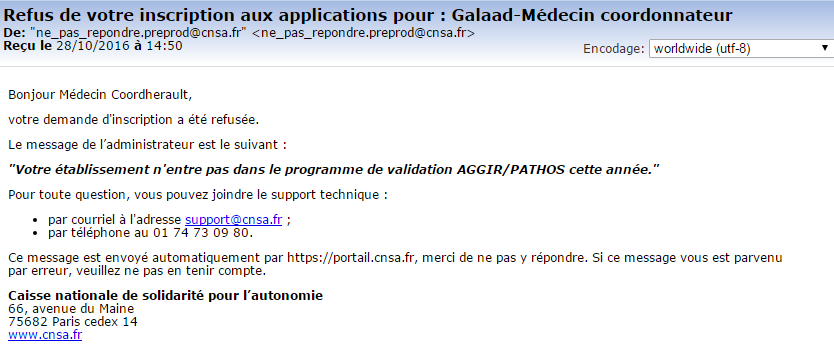 Refus de votre inscription aux applications pour : Galaad-Médecin coordonnateur
De: "ne_pas_repondre.preprod@cnsa.fr" <ne_pas_repondre.preprod@cnsa.fr>
Reçu le 28/10/2016 à 14:50
Encodage: worldwide (utf-8)
Bonjour Médecin Coordherault,
votre demande d'inscription a été refusée.
Le message de l’administrateur est le suivant :
"Votre établissement n'entre pas dans le programme de validation AGGIR/PATHOS cette année."
Pour toute question, vous pouvez joindre le support technique :
• par courriel à l'adresse support@cnsa.fr ;
• par téléphone au 01 74 73 09 80.
Ce message est envoyé automatiquement par https://portail.cnsa.fr, merci de ne pas y répondre. Si ce message vous est parvenu
par erreur, veuillez ne pas en tenir compte.
Caisse nationale de solidarité pour l’autonomie
66, avenue du Maine
75682 Paris cedex 14
www.cnsa.fr